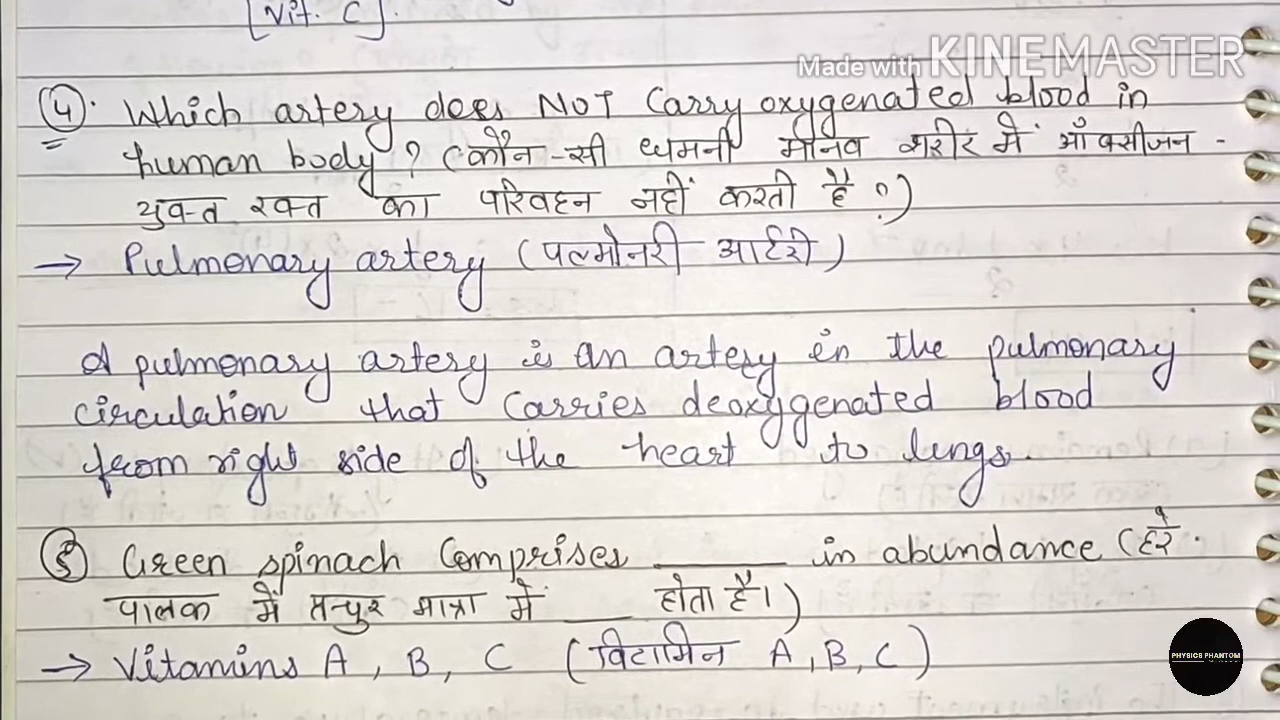 [Vit. C].
Made with KINEMASTER
(4). Which artery does NOT Carry oxygenated blood in
human body? (कौन-सी धमनी मानव शरीर में ऑक्सीजन-
युक्त रक्त का परिवहन नहीं करती है?)
→ Pulmonary artery (पल्मोनरी आर्टरी)
A pulmonary artery is an artery in the pulmonary
circulation that carries deoxygenated blood
from right side of the heart to lungs.
(5) Green spinach Comprises ______ in abundance (हरे
पालक में मात्रा में ___ होता है।)
→ Vitamins A, B, C (विटामिन A, B, C)
PHYSICS PHANTOM